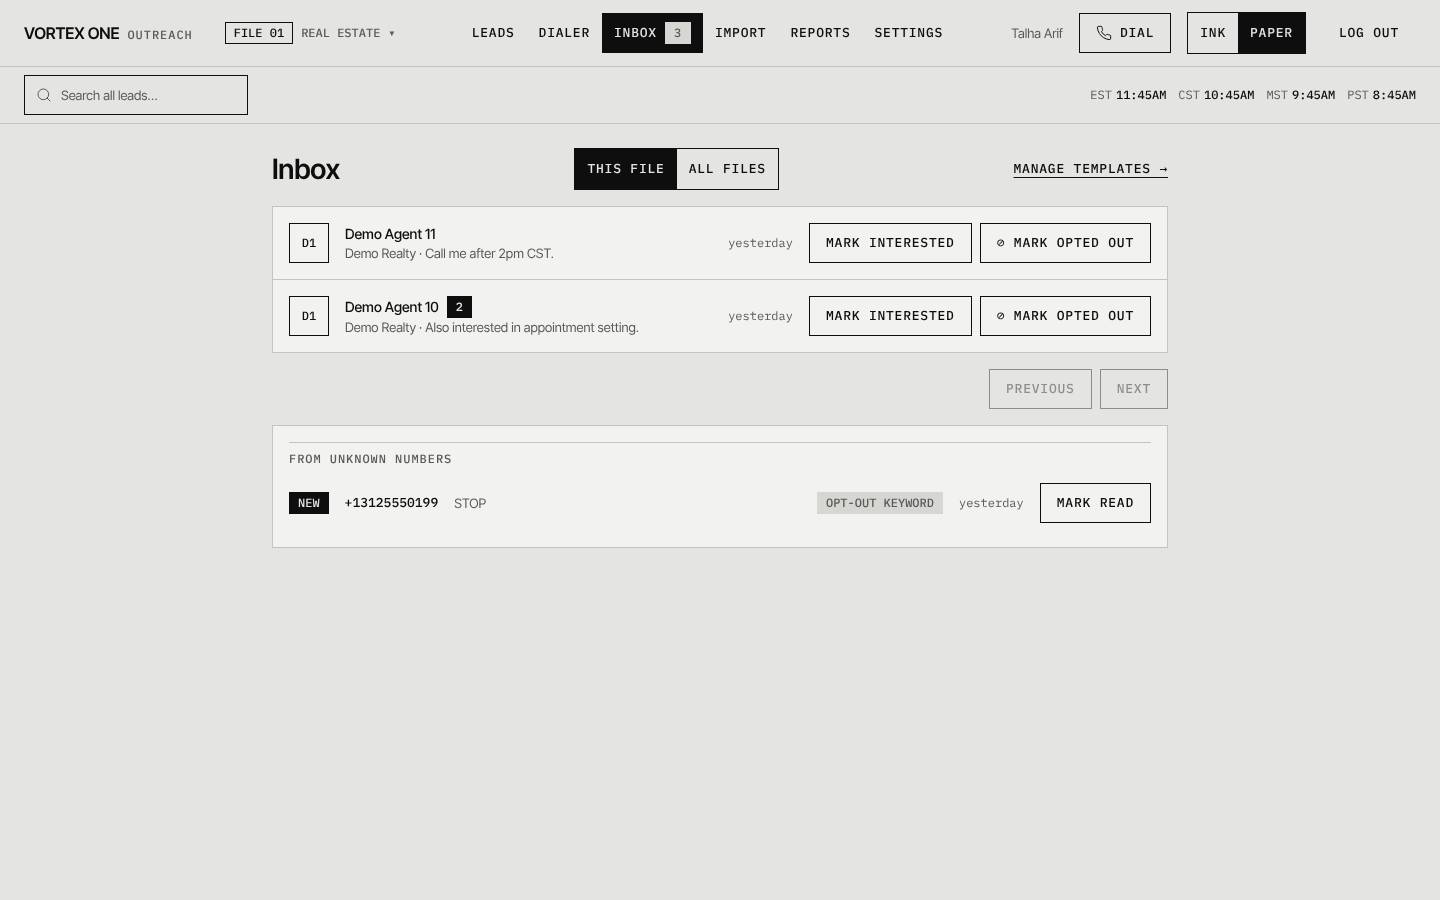 VORTEX ONE OUTREACH FILE 01 REAL ESTATE ▾ LEADS DIALER INBOX 3 IMPORT REPORTS SETTINGS Talha Arif DIAL INK PAPER LOG OUT
Search all leads… EST 11:45AM CST 10:45AM MST 9:45AM PST 8:45AM
Inbox THIS FILE ALL FILES MANAGE TEMPLATES →
D1 Demo Agent 11 yesterday MARK INTERESTED ⊘ MARK OPTED OUT
Demo Realty · Call me after 2pm CST.
D1 Demo Agent 10 2 yesterday MARK INTERESTED ⊘ MARK OPTED OUT
Demo Realty · Also interested in appointment setting.
PREVIOUS NEXT
FROM UNKNOWN NUMBERS
NEW +13125550199 STOP OPT-OUT KEYWORD yesterday MARK READ